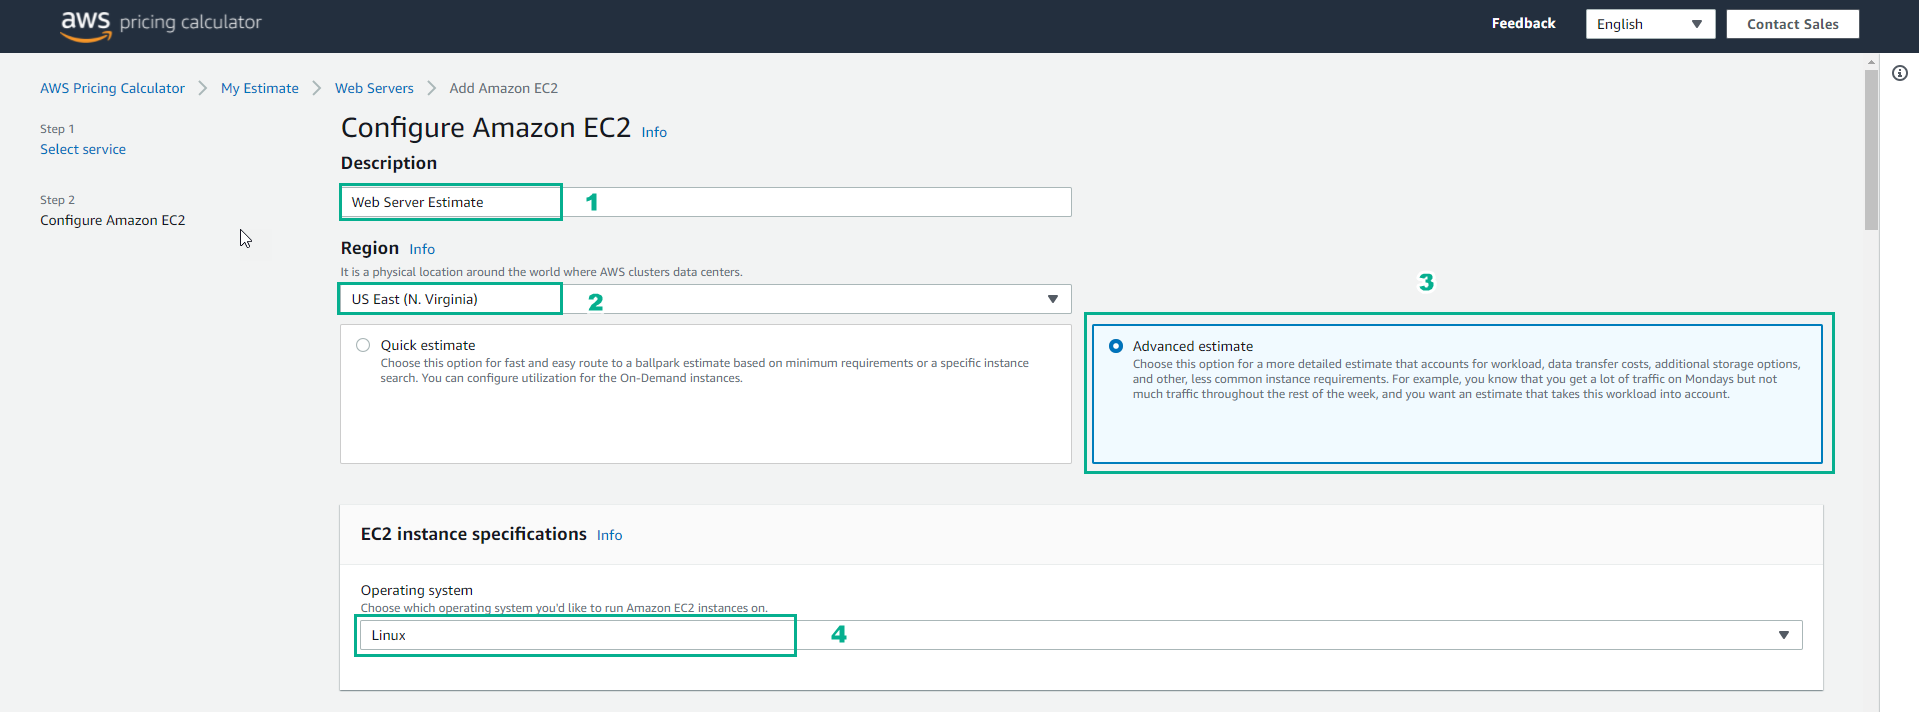 aws pricing calculator
Feedback
English
Contact Sales
AWS Pricing Calculator
My Estimate
Web Servers
Add Amazon EC2
Step 1
Select service
Step 2
Configure Amazon EC2
Configure Amazon EC2 Info
Description
Web Server Estimate
1
Region Info
It is a physical location around the world where AWS clusters data centers.
US East (N. Virginia)
2
3
Quick estimate
Choose this option for fast and easy route to a ballpark estimate based on minimum requirements or a specific instance
search. You can configure utilization for the On-Demand instances.
Advanced estimate
Choose this option for a more detailed estimate that accounts for workload, data transfer costs, additional storage options,
and other, less common instance requirements. For example, you know that you get a lot of traffic on Mondays but not
much traffic throughout the rest of the week, and you want an estimate that takes this workload into account.
EC2 instance specifications Info
Operating system
Choose which operating system you'd like to run Amazon EC2 instances on.
Linux
4